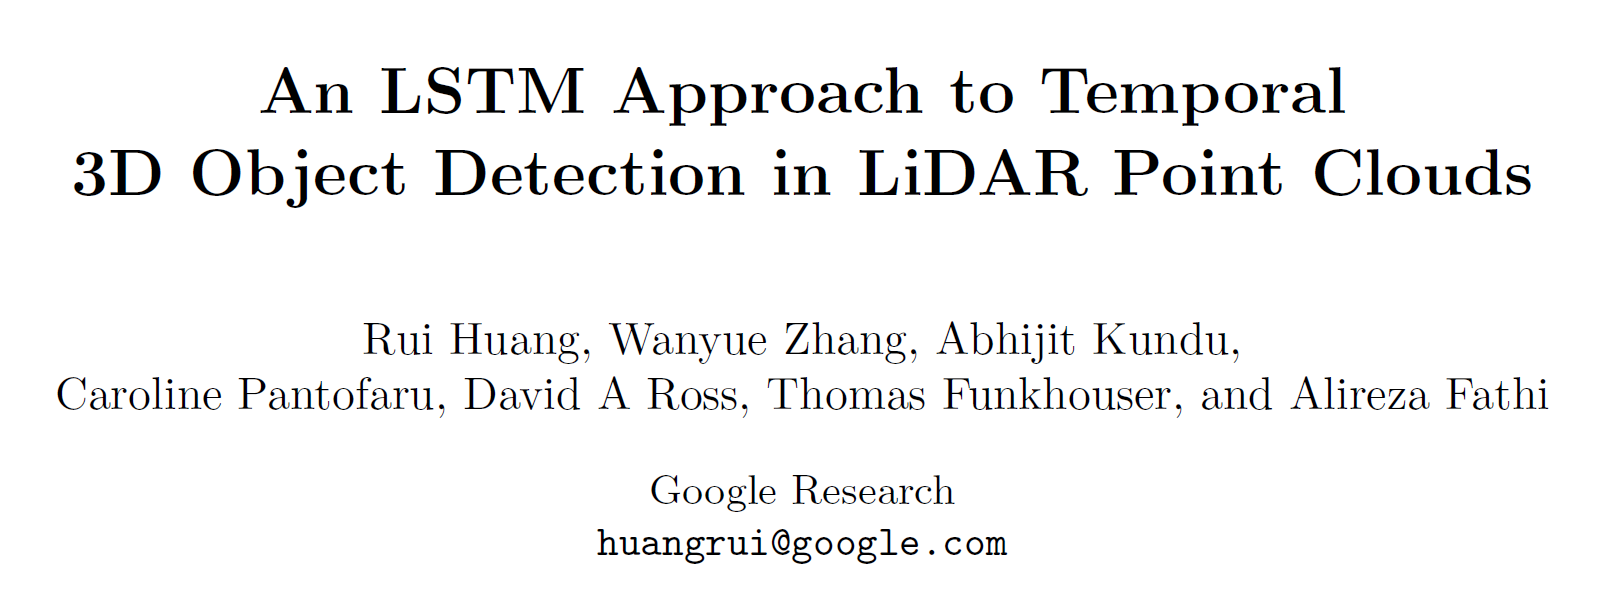 An LSTM Approach to Temporal
3D Object Detection in LiDAR Point Clouds
Rui Huang, Wanyue Zhang, Abhijit Kundu,
Caroline Pantofaru, David A Ross, Thomas Funkhouser, and Alireza Fathi
Google Research
huangrui@google.com